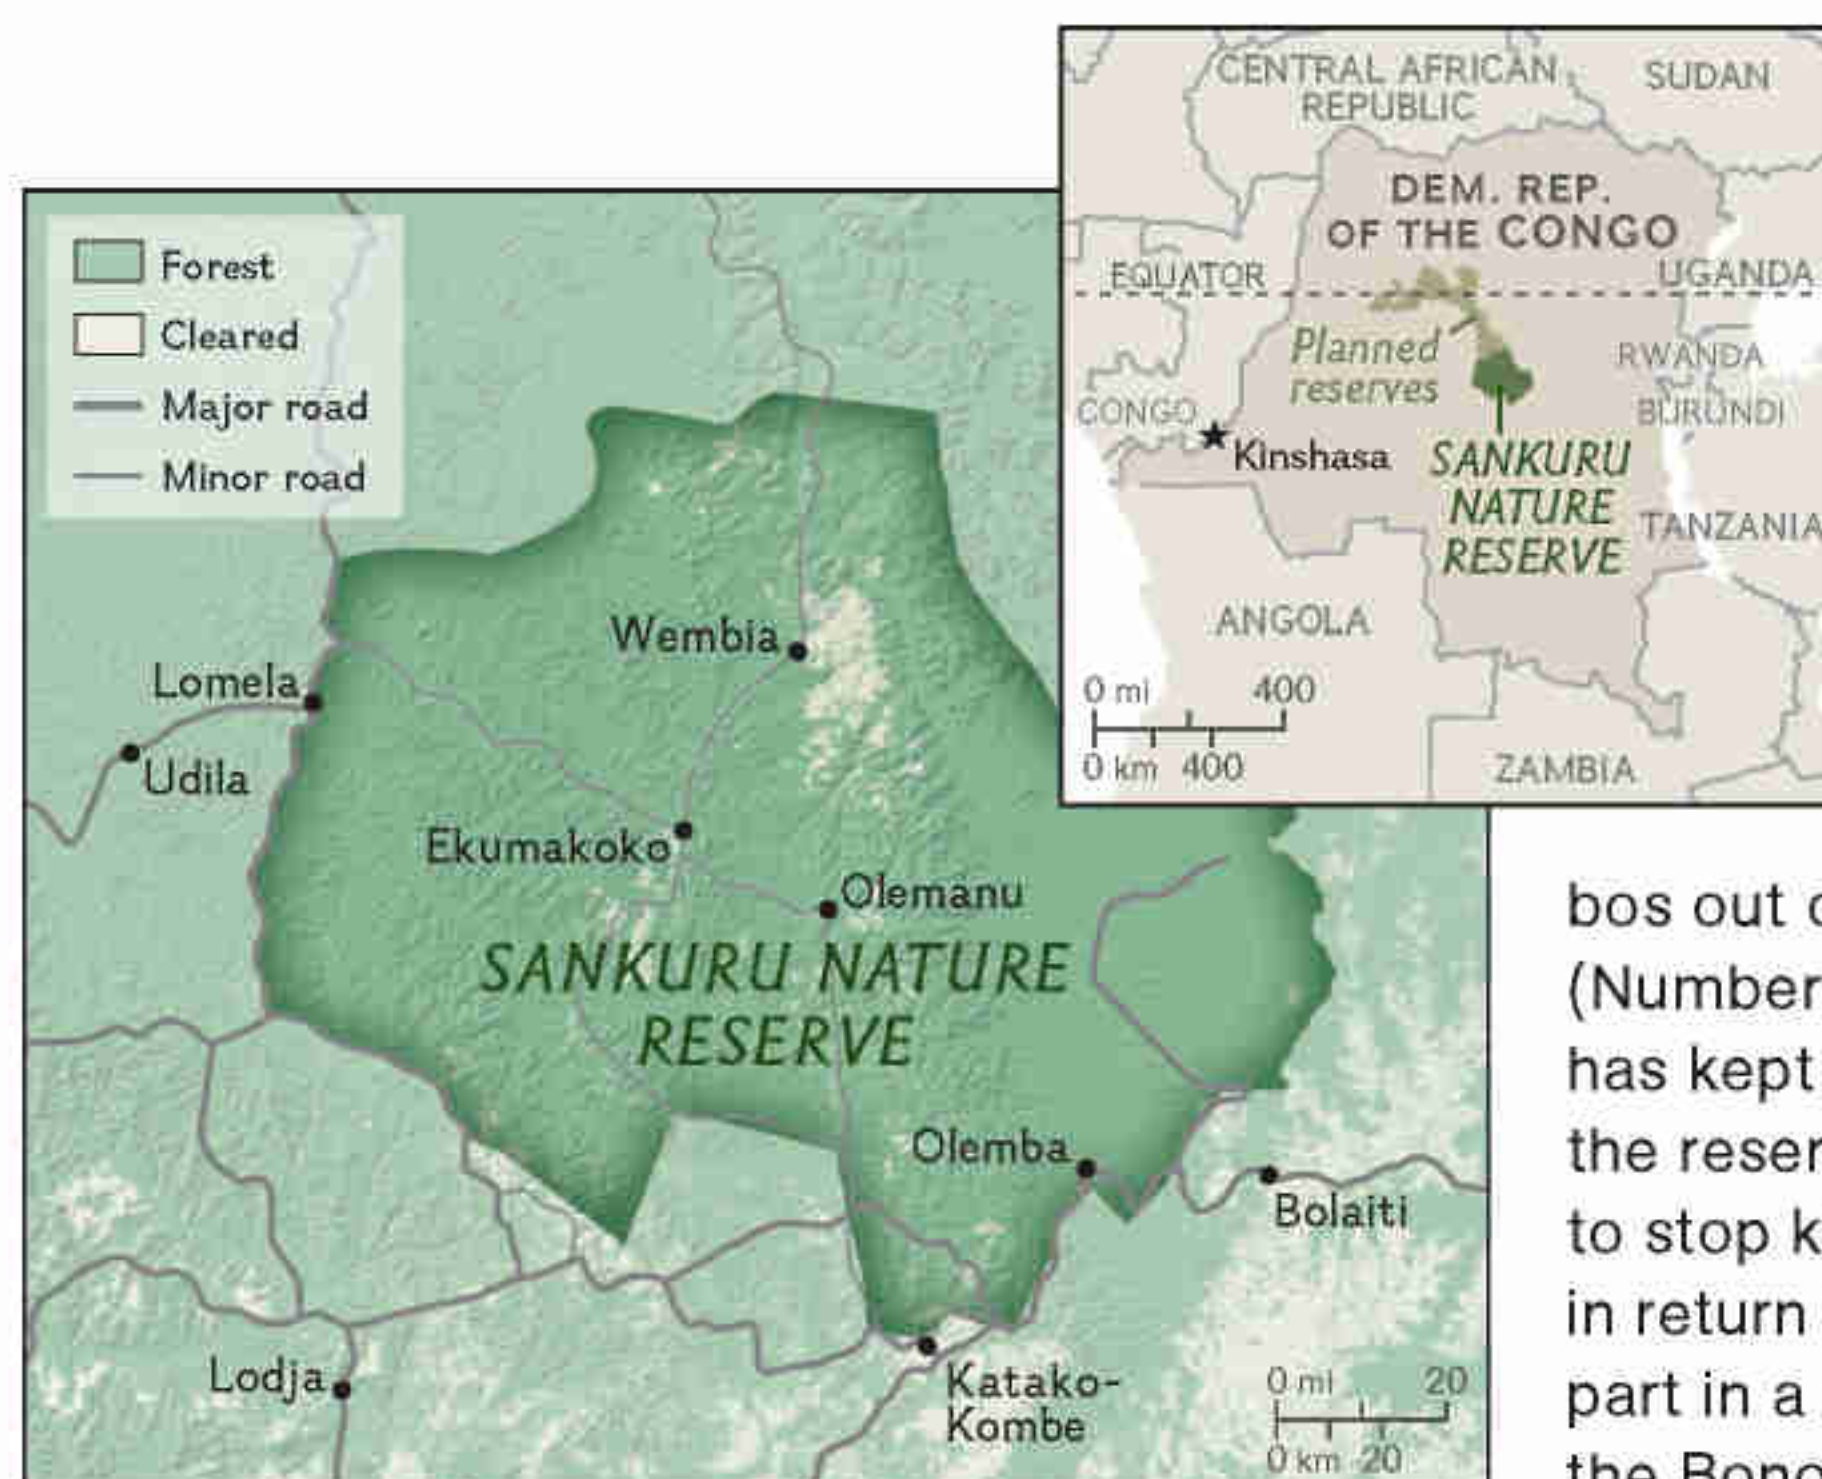 Forest
Cleared
Major road
Minor road
Wembia
Lomela
Udila
Ekumakoko
Olemanu
SANKURU NATURE
RESERVE
Olemba
Bolaiti
Lodja
Katako-
Kombe
0 mi 20
0 km 20
CENTRAL AFRICAN
REPUBLIC
SUDAN
DEM. REP.
OF THE CONGO
EQUATOR
UGANDA
Planned
reserves
RWANDA
BURUNDI
CONGO
Kinshasa
SANKURU
NATURE
RESERVE
TANZANIA
ANGOLA
0 mi 400
0 km 400
ZAMBIA
bos out
(Number
has kept
the reser
to stop k
in return
part in a
the Bono